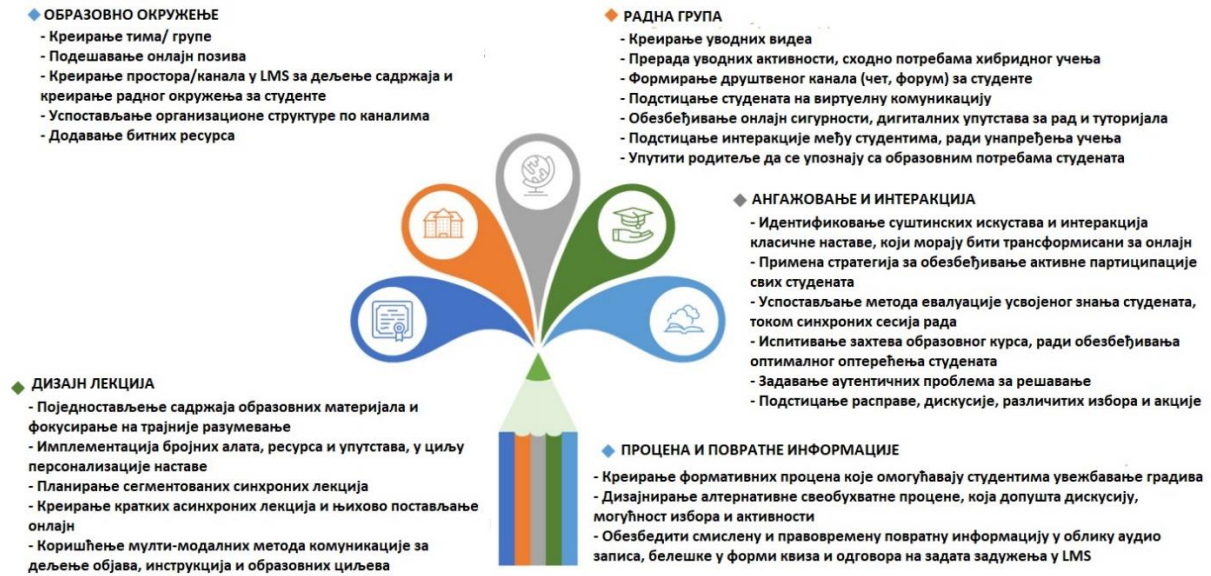 ОБРАЗОВНО ОКРУЖЕЊЕ
- Креирање тима/ групе
- Подешавање онлајн позива
- Креирање простора/канала у LMS за дељење садржаја и
креирање радног окружења за студенте
- Успостављање организационе структуре по каналима
- Додавање битних ресурса
РАДНА ГРУПА
- Креирање уводних видеа
- Прерада уводних активности, сходно потребама хибридног учења
- Формирање друштвеног канала (чет, форум) за студенте
- Подстицање студената на виртуелну комуникацију
- Обезбеђивање онлајн сигурности, дигиталних упутстава за рад и туторијала
- Подстицање интеракције међу студентима, ради унапређења учења
- Упутити родитеље да се упознају са образовним потребама студената
АНГАЖОВАЊЕ И ИНТЕРАКЦИЈА
- Идентификовање суштинских искустава и интеракција
класичне наставе, који морају бити трансформисани за онлајн
- Примена стратегија за обезбеђивање активне партиципације
свих студената
- Успостављање метода евалуације усвојеног знања студената,
током синхроних сесија рада
- Испитивање захтева образовног курса, ради обезбеђивања
оптималног оптерећења студената
- Задавање аутентичних проблема за решавање
- Подстицање расправе, дискусије, различитих избора и акције
ДИЗАЈН ЛЕКЦИЈА
- Поједностављење садржаја образовних материјала и
фокусирање на трајније разумевање
- Имплементација бројних алата, ресурса и упутстава, у циљу
персонализације наставе
- Планирање сегментованих синхроних лекција
- Креирање кратких асинхроних лекција и њихово постављање
онлајн
- Коришћење мулти-модалних метода комуникације за
дељење објава, инструкција и образовних циљева
ПРОЦЕНА И ПОВРАТНЕ ИНФОРМАЦИЈЕ
- Креирање формативних процена које омогућавају студентима увежбавање градива
- Дизајнирање алтернативне свеобухватне процене, која допушта дискусију,
могућност избора и активности
- Обезбедити смислену и правовремену повратну информацију у облику аудио
записа, белешке у форми квиза и одговора на задата задужења у LMS